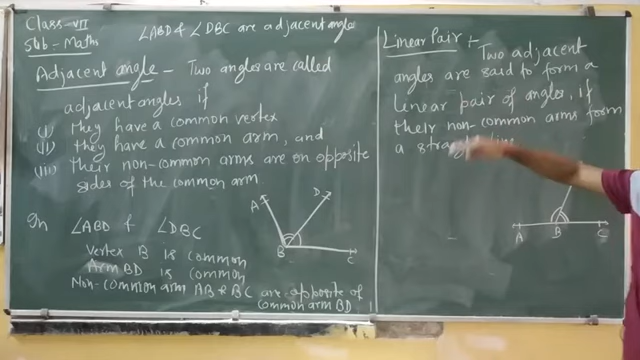 Class- VII
Sub - Maths
∠ABD & ∠DBC are adjacent angles
Adjacent angle - Two angles are called
adjacent angles if
(i) They have a common vertex
(ii) They have a common arm, and
(iii) Their non-common arms are on opposite
sides of the common arm.
In ∠ABD & ∠DBC
Vertex B is common
Arm BD is common
Non-common arm AB & BC are opposite of
common arm BD
A
D
B
C
Linear Pair :- Two adjacent
angles are said to form a
linear pair of angles, if
their non-common arms form
a
A
B
C